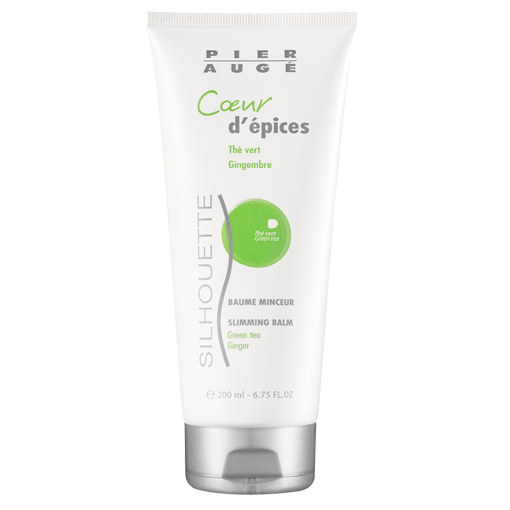 PIER
AUGÉ
Cœur
d'épices
Thé vert
Gingembre
SILHOUETTE
Thé vert
Green tea
BAUME MINCEUR
SLIMMING BALM
Green tea
Ginger
℮ 200 ml - 6.75 FL.OZ